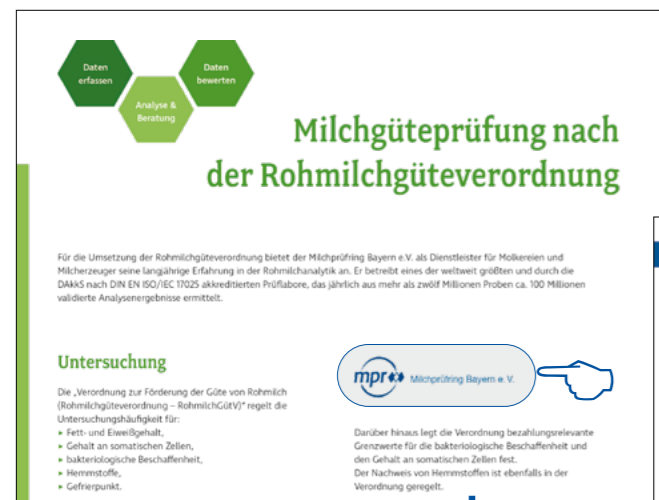 Daten
erfassen
Analyse &
Beratung
Daten
bewerten
Milchgüteprüfung nach
der Rohmilchgüteverordnung
Für die Umsetzung der Rohmilchgüteverordnung bietet der Milchprüfring Bayern e.V. als Dienstleister für Molkereien und
Milcherzeuger seine langjährige Erfahrung in der Rohmilchanalytik an. Er betreibt eines der weltweit größten und durch die
DAkkS nach DIN EN ISO/IEC 17025 akkreditierten Prüflabore, das jährlich aus mehr als zwölf Millionen Proben ca. 100 Millionen
validierte Analysenergebnisse ermittelt.
Untersuchung
Die „Verordnung zur Förderung der Güte von Rohmilch
(Rohmilchgüteverordnung – RohmilchGütV)" regelt die
Untersuchungshäufigkeit für:
▸ Fett- und Eiweißgehalt,
▸ Gehalt an somatischen Zellen,
▸ bakteriologische Beschaffenheit,
▸ Hemmstoffe,
▸ Gefrierpunkt.
mpr Milchprüfring Bayern e. V.
Darüber hinaus legt die Verordnung bezahlungsrelevante
Grenzwerte für die bakteriologische Beschaffenheit und
den Gehalt an somatischen Zellen fest.
Der Nachweis von Hemmstoffen ist ebenfalls in der
Verordnung geregelt.